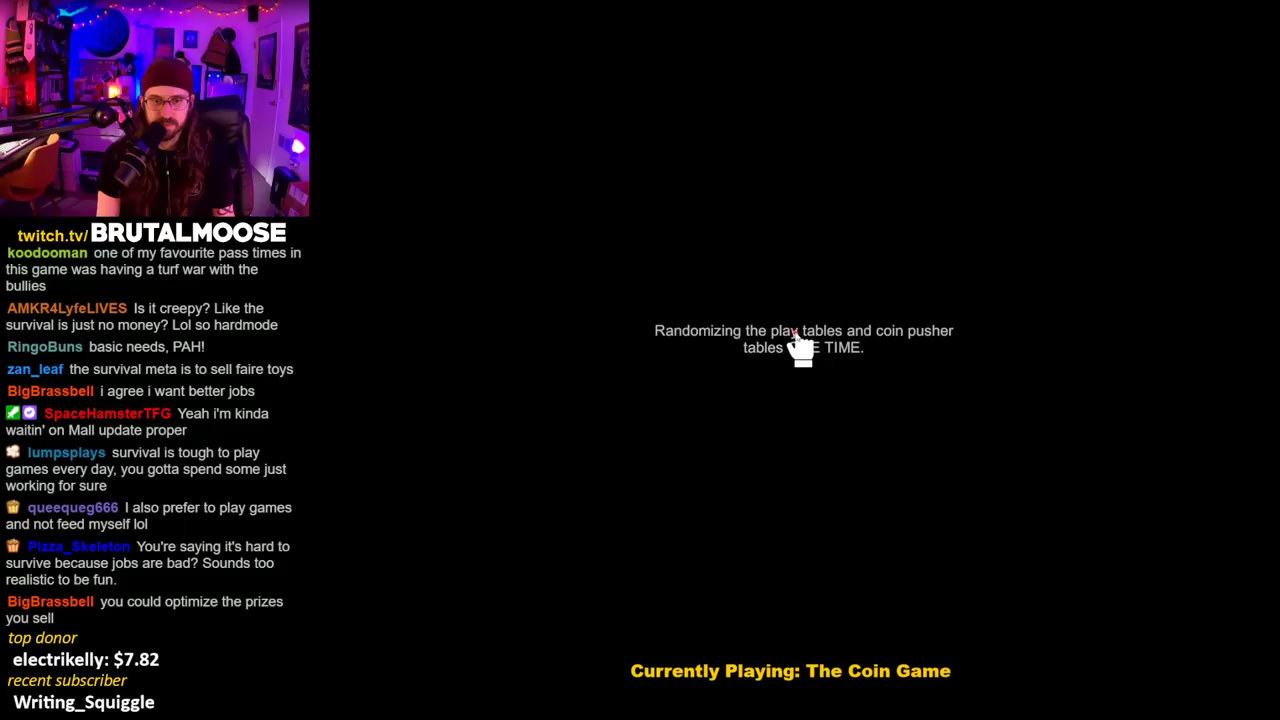 twitch.tv/BRUTALMOOSE
koodooman one of my favourite pass times in
this game was having a turf war with the
bullies
AMKR4LyfeLIVES Is it creepy? Like the
survival is just no money? Lol so hardmode
RingoBuns basic needs, PAH!
zan_leaf the survival meta is to sell faire toys
BigBrassbell i agree i want better jobs
SpaceHamsterTFG Yeah i'm kinda
waitin' on Mall update proper
lumpsplays survival is tough to play
games every day, you gotta spend some just
working for sure
queequeg666 I also prefer to play games
and not feed myself lol
Pizza_Skeleton You're saying it's hard to
survive because jobs are bad? Sounds too
realistic to be fun.
BigBrassbell you could optimize the prizes
you sell
top donor
electrikelly: $7.82
recent subscriber
Writing_Squiggle
Randomizing the play tables and coin pusher
tables TIME.
Currently Playing: The Coin Game